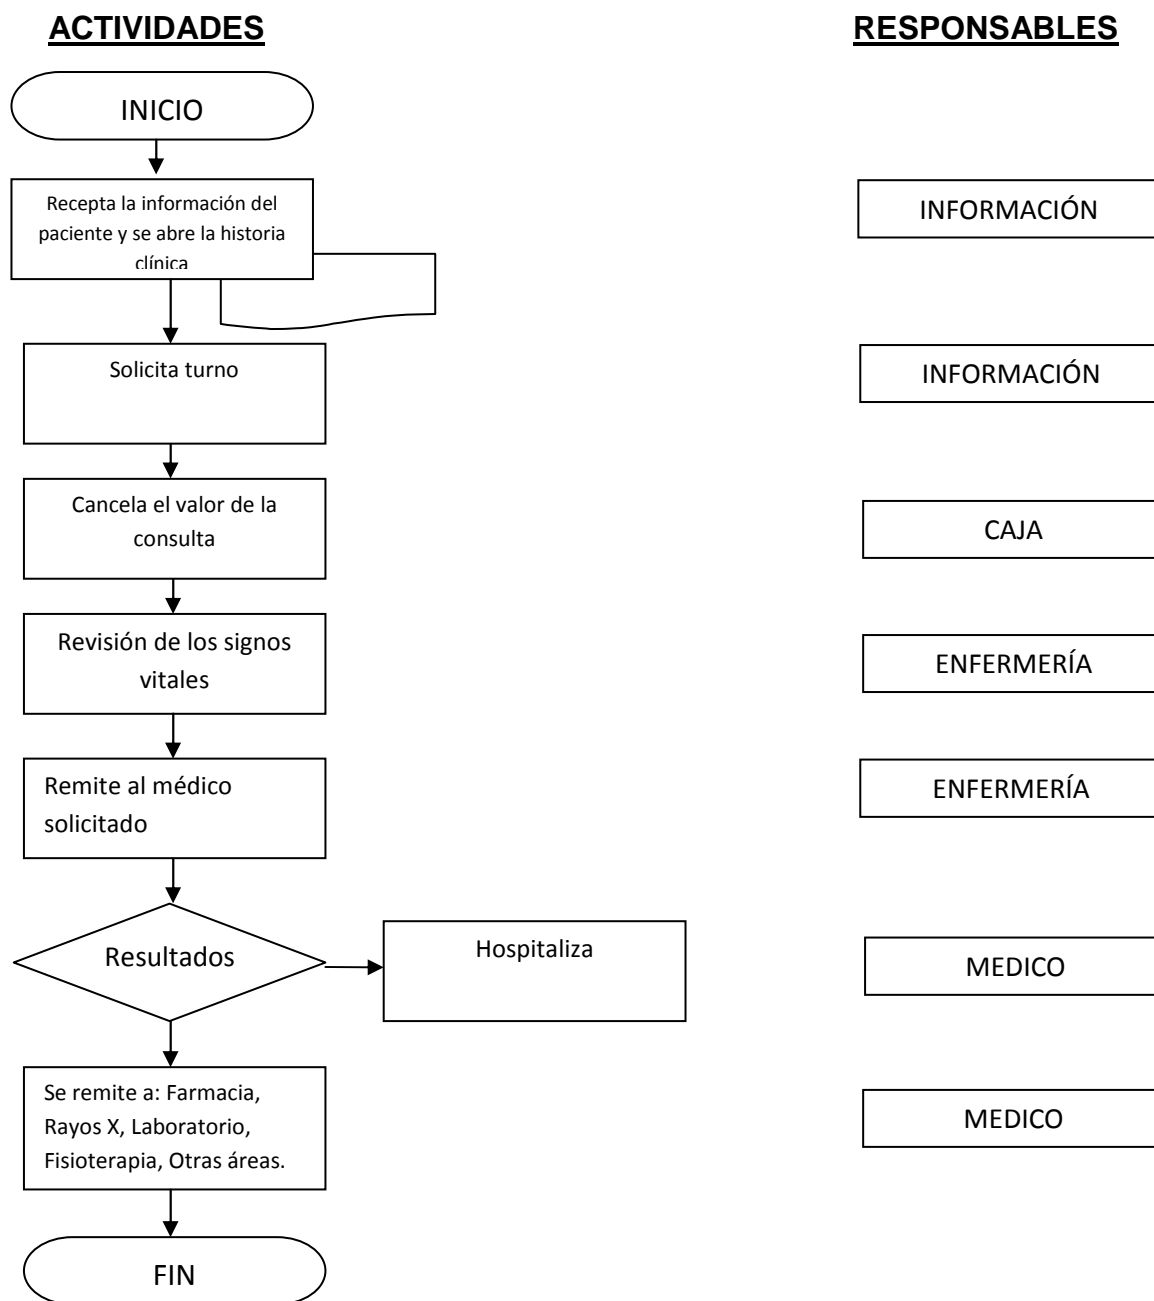 ACTIVIDADES
RESPONSABLES
INICIO
Recepta la información del
paciente y se abre la historia
clínica
INFORMACIÓN
Solicita turno
INFORMACIÓN
Cancela el valor de la
consulta
CAJA
Revisión de los signos
vitales
ENFERMERÍA
Remite al médico
solicitado
ENFERMERÍA
Resultados
Hospitaliza
MEDICO
Se remite a: Farmacia,
Rayos X, Laboratorio,
Fisioterapia, Otras áreas.
MEDICO
FIN